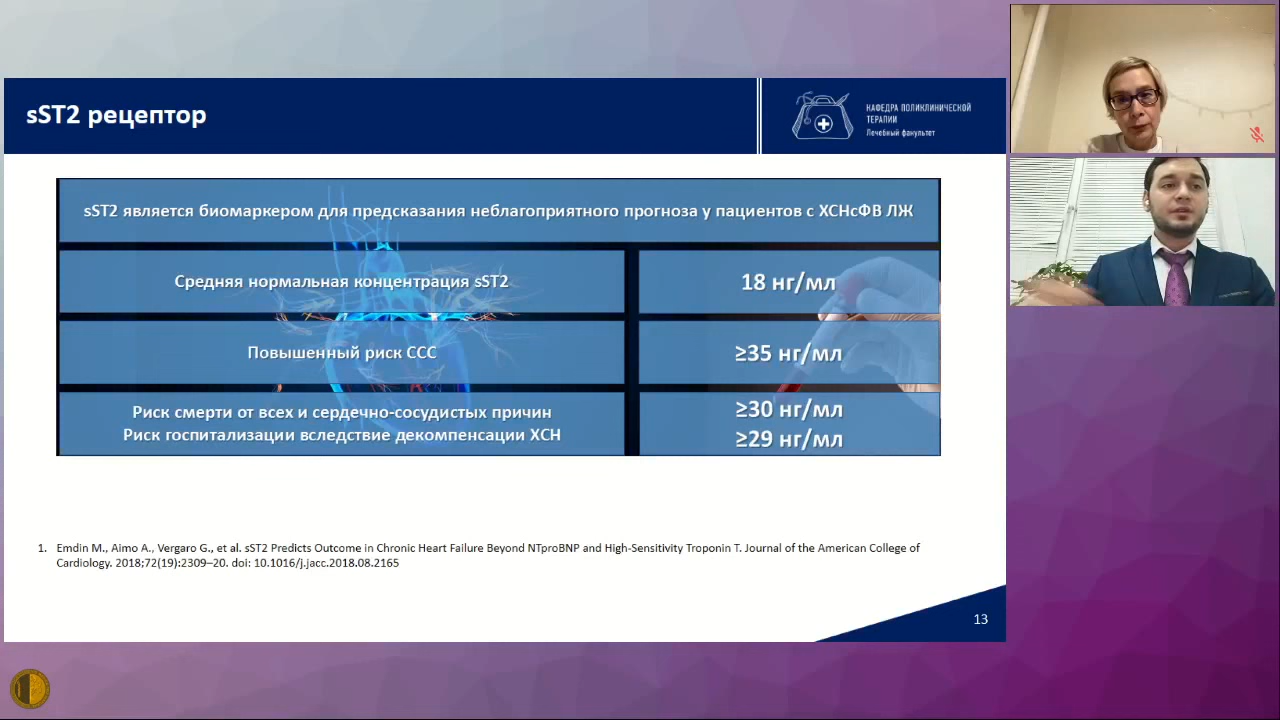 sST2 рецептор
КАФЕДРА ПОЛИКЛИНИЧЕСКОЙ
ТЕРАПИИ
Лечебный факультет
sST2 является биомаркером для предсказания неблагоприятного прогноза у пациентов с ХСНсФВ ЛЖ
Средняя нормальная концентрация sST2
18 нг/мл
Повышенный риск ССС
≥35 нг/мл
Риск смерти от всех и сердечно-сосудистых причин
Риск госпитализации вследствие декомпенсации ХСН
≥30 нг/мл
≥29 нг/мл
1. Emdin M., Aimo A., Vergaro G., et al. sST2 Predicts Outcome in Chronic Heart Failure Beyond NTproBNP and High-Sensitivity Troponin T. Journal of the American College of
Cardiology. 2018;72(19):2309–20. doi: 10.1016/j.jacc.2018.08.2165
13